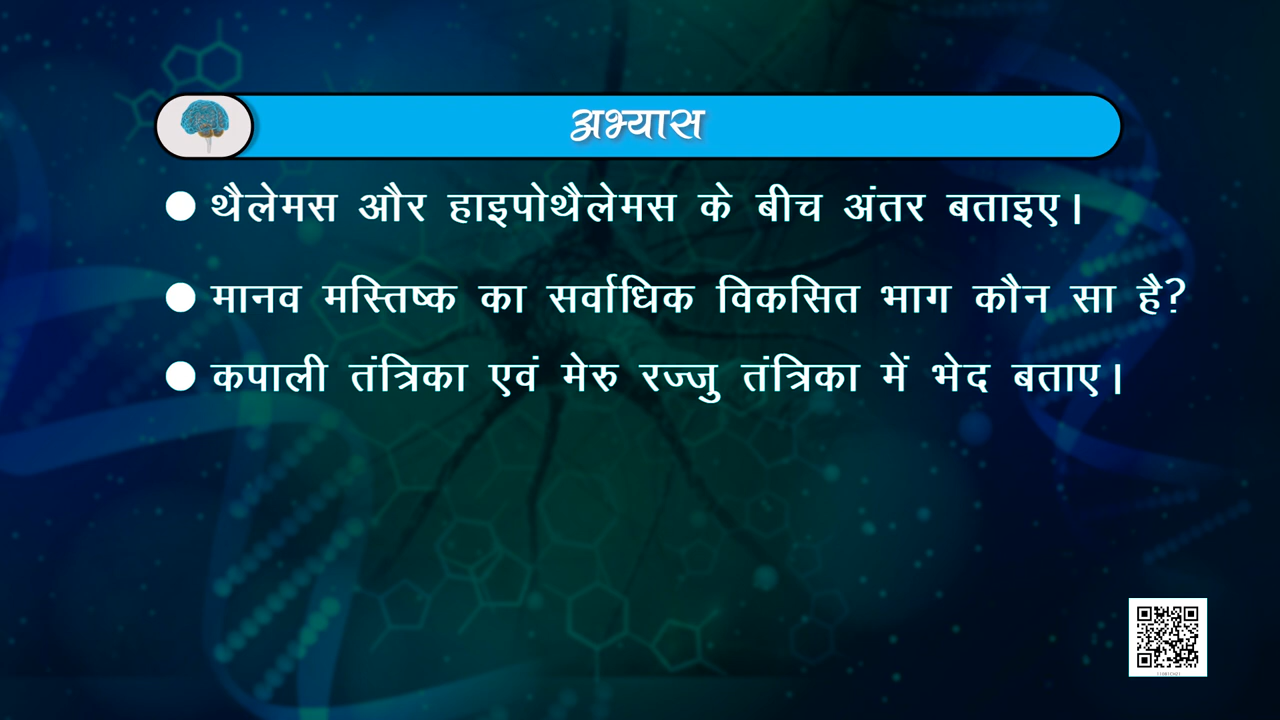 अभ्यास
● थैलेमस और हाइपोथैलेमस के बीच अंतर बताइए।
● मानव मस्तिष्क का सर्वाधिक विकसित भाग कौन सा है?
● कपाली तंत्रिका एवं मेरु रज्जु तंत्रिका में भेद बताए।